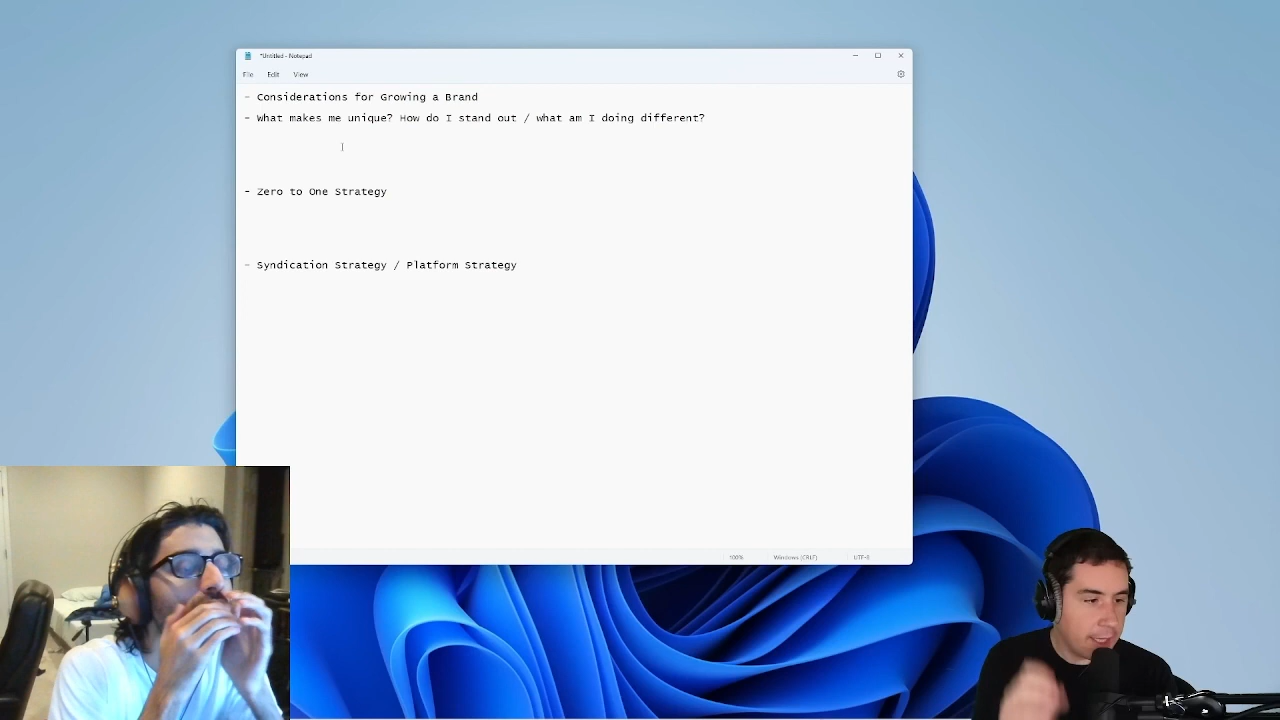 *Untitled - Notepad
File Edit View
- Considerations for Growing a Brand
- What makes me unique? How do I stand out / what am I doing different?
- Zero to One Strategy
- Syndication Strategy / Platform Strategy
100% Windows (CRLF) UTF-8